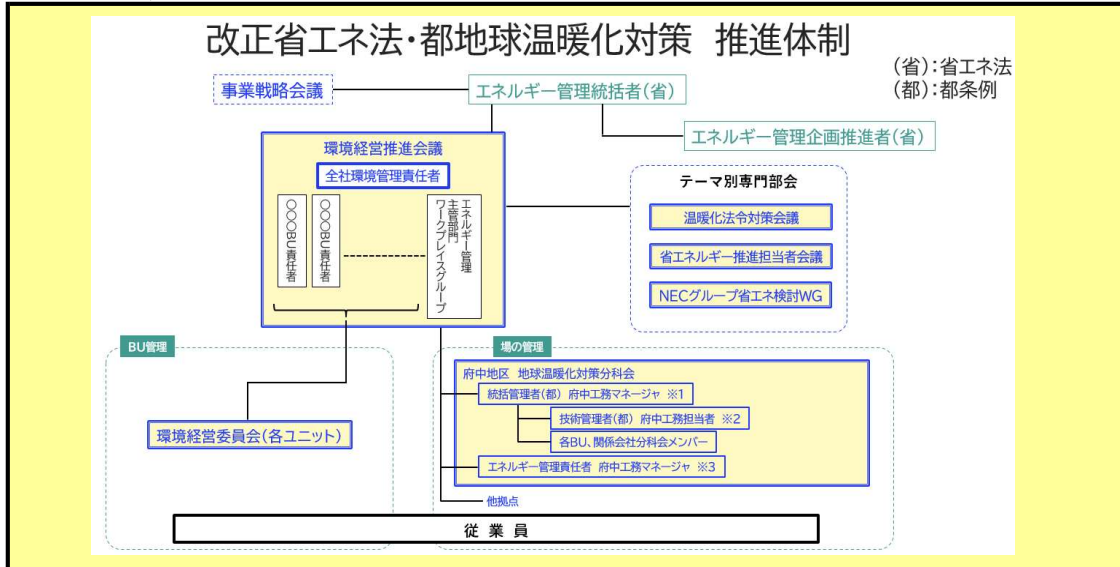 改正省エネ法・都地球温暖化対策 推進体制
(省):省エネ法
(都):都条例
事業戦略会議
エネルギー管理統括者(省)
エネルギー管理企画推進者(省)
環境経営推進会議
全社環境管理責任者
〇〇〇BU責任者
〇〇〇BU責任者
エネルギー管理
主管部門
ワークプレイスグループ
テーマ別専門部会
温暖化法令対策会議
省エネルギー推進担当者会議
NECグループ省エネ検討WG
BU管理
環境経営委員会(各ユニット)
場の管理
府中地区 地球温暖化対策分科会
統括管理者(都) 府中工務マネージャ ※1
技術管理者(都) 府中工務担当者 ※2
各BU、関係会社分科会メンバー
エネルギー管理責任者 府中工務マネージャ ※3
他拠点
従業員